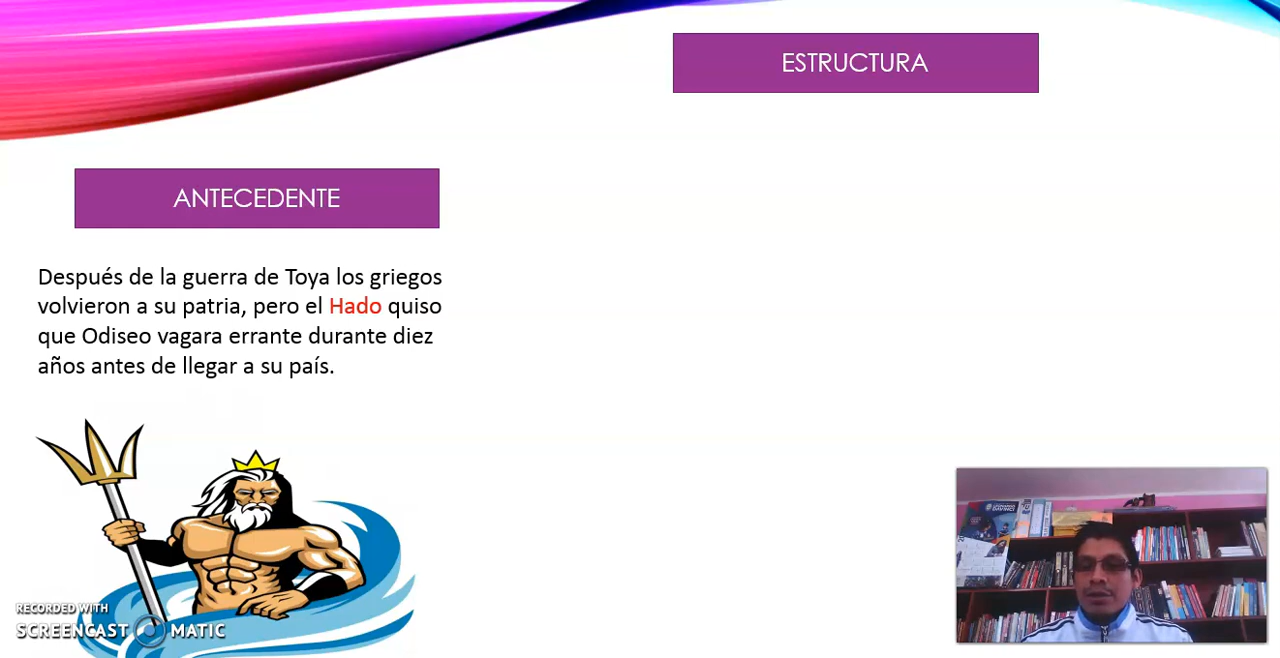 ESTRUCTURA
ANTECEDENTE
Después de la guerra de Toya los griegos
volvieron a su patria, pero el Hado quiso
que Odiseo vagara errante durante diez
años antes de llegar a su país.
RECORDED WITH
SCREENCAST MATIC